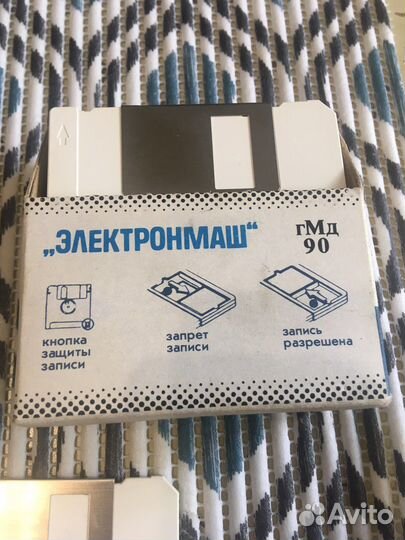 „ЭЛЕКТРОНМАШ“
гМд
90
кнопка
защиты
записи
запрет
записи
запись
разрешена
Avito